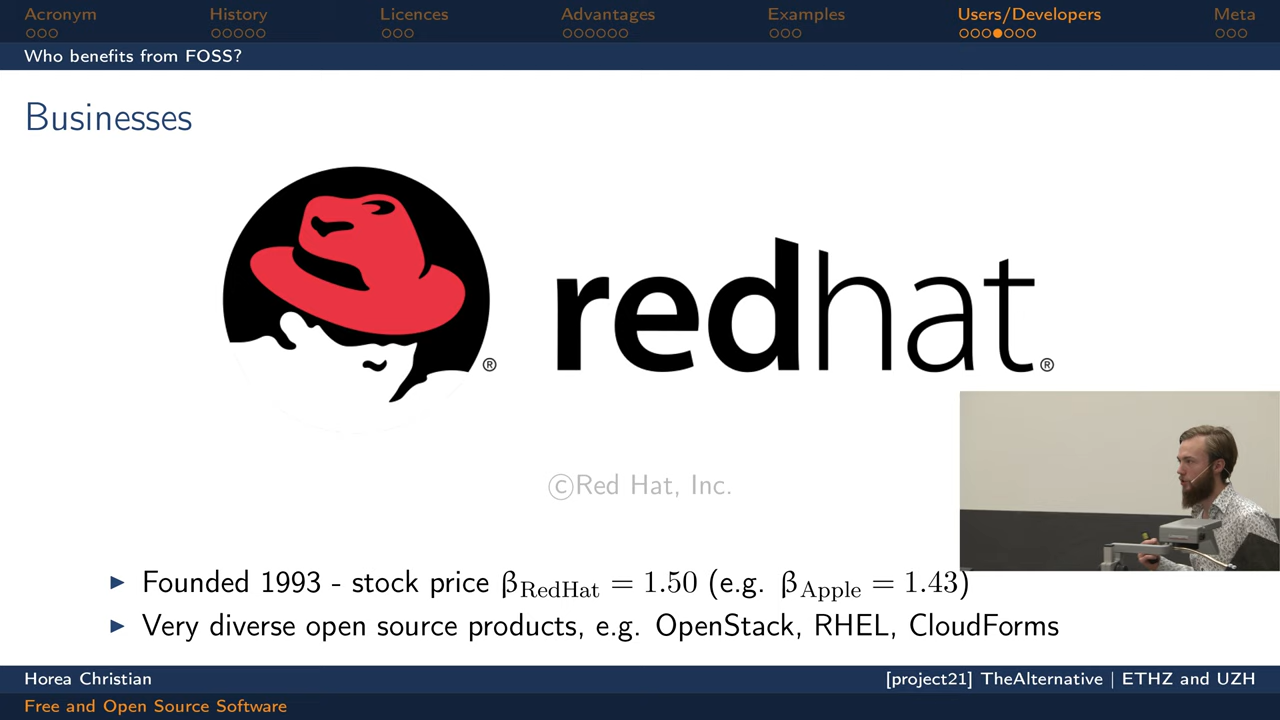 Acronym History Licences Advantages Examples Users/Developers Meta
Who benefits from FOSS?
Businesses
redhat®
®
©Red Hat, Inc.
Founded 1993 - stock price βRedHat = 1.50 (e.g. βApple = 1.43)
Very diverse open source products, e.g. OpenStack, RHEL, CloudForms
Horea Christian [project21] TheAlternative | ETHZ and UZH
Free and Open Source Software